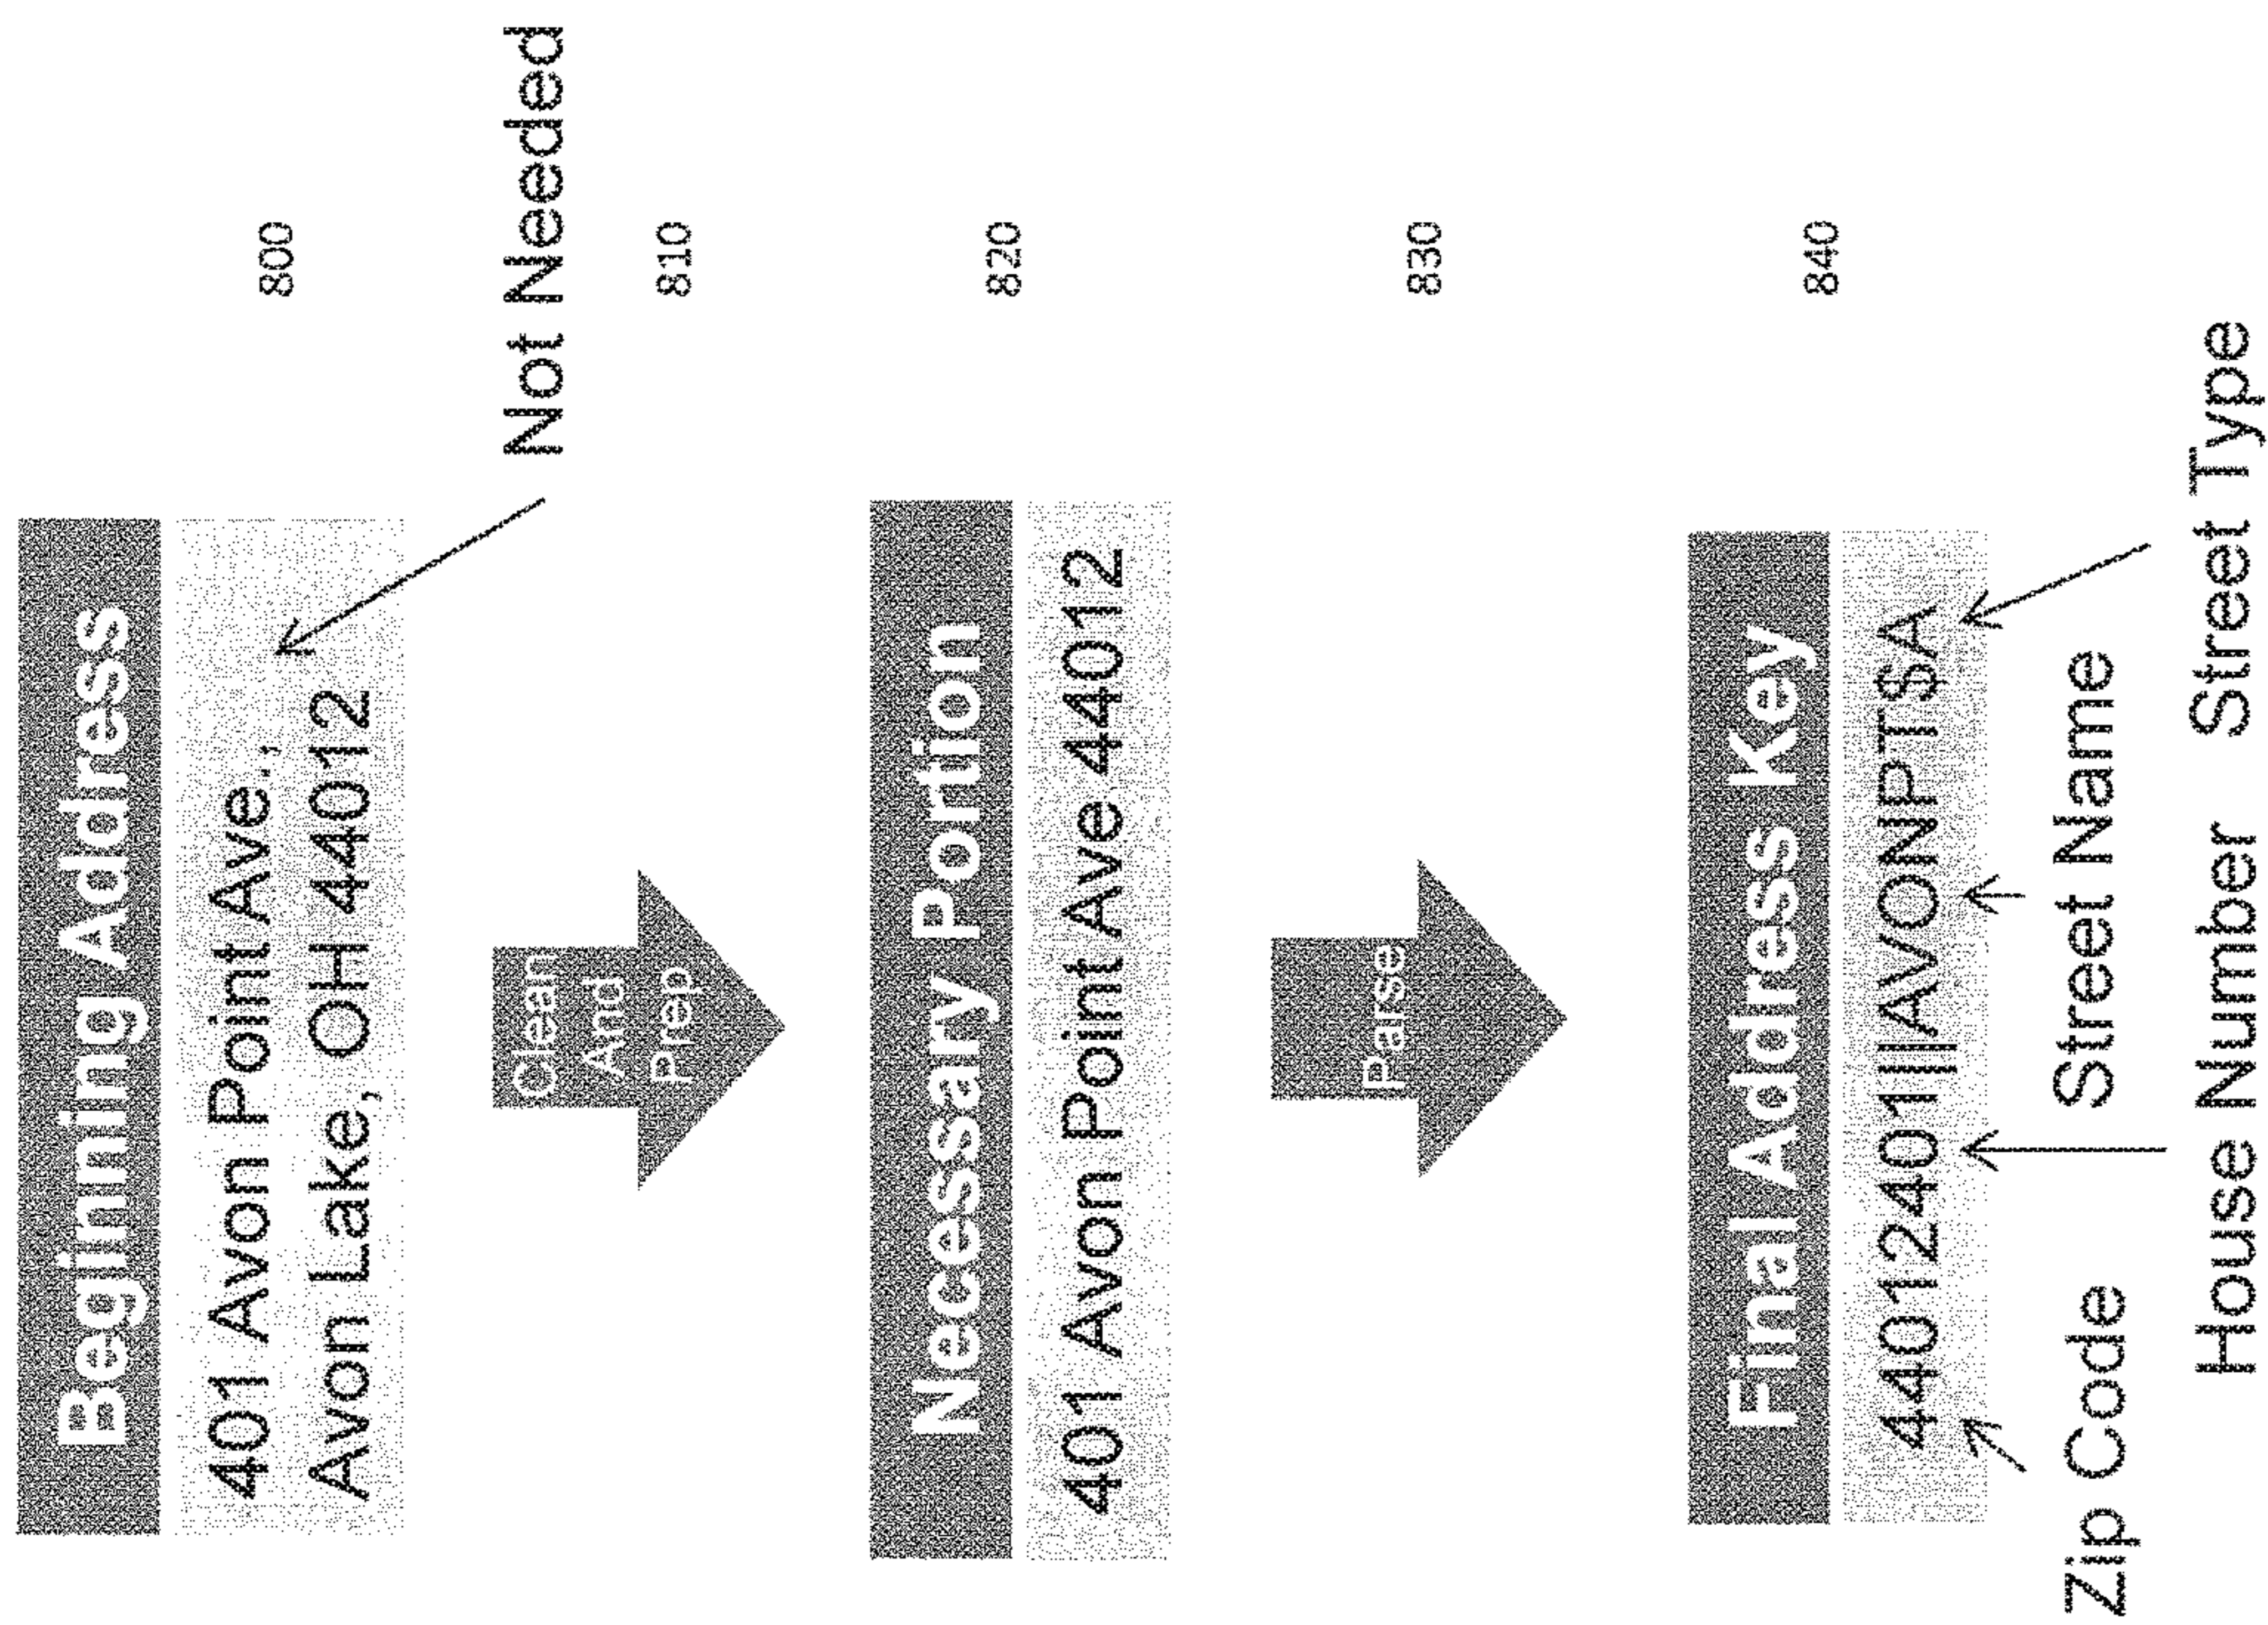 Beginning Address
401 Avon Point Ave.,
Avon Lake, OH 44012
800
Not Needed
Clean
And
Prep
810
Necessary Portion
401 Avon Point Ave 44012
820
Parse
830
Final Address Key
44012401|||AVONPT$A
840
Zip Code
Street Name
House Number
Street Type